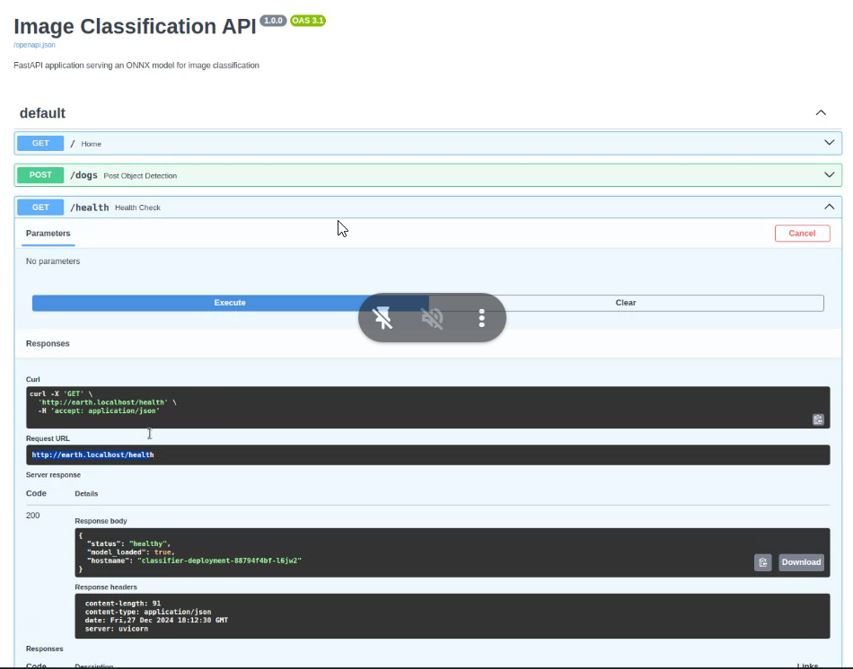 Image Classification API 1.0.0 OAS 3.1
/openapi.json
FastAPI application serving an ONNX model for image classification
default
GET / Home
POST /dogs Post Object Detection
GET /health Health Check
Parameters Cancel
No parameters
Execute Clear
Responses
Curl
curl -X 'GET' \
'http://earth.localhost/health' \
-H 'accept: application/json'
Request URL
http://earth.localhost/health
Server response
Code Details
200
Response body
{
"status": "healthy",
"model_loaded": true,
"hostname": "classifier-deployment-88794f4bf-l6jw2"
}
Download
Response headers
content-length: 91
content-type: application/json
date: Fri,27 Dec 2024 18:12:30 GMT
server: uvicorn
Responses
Code Description Links